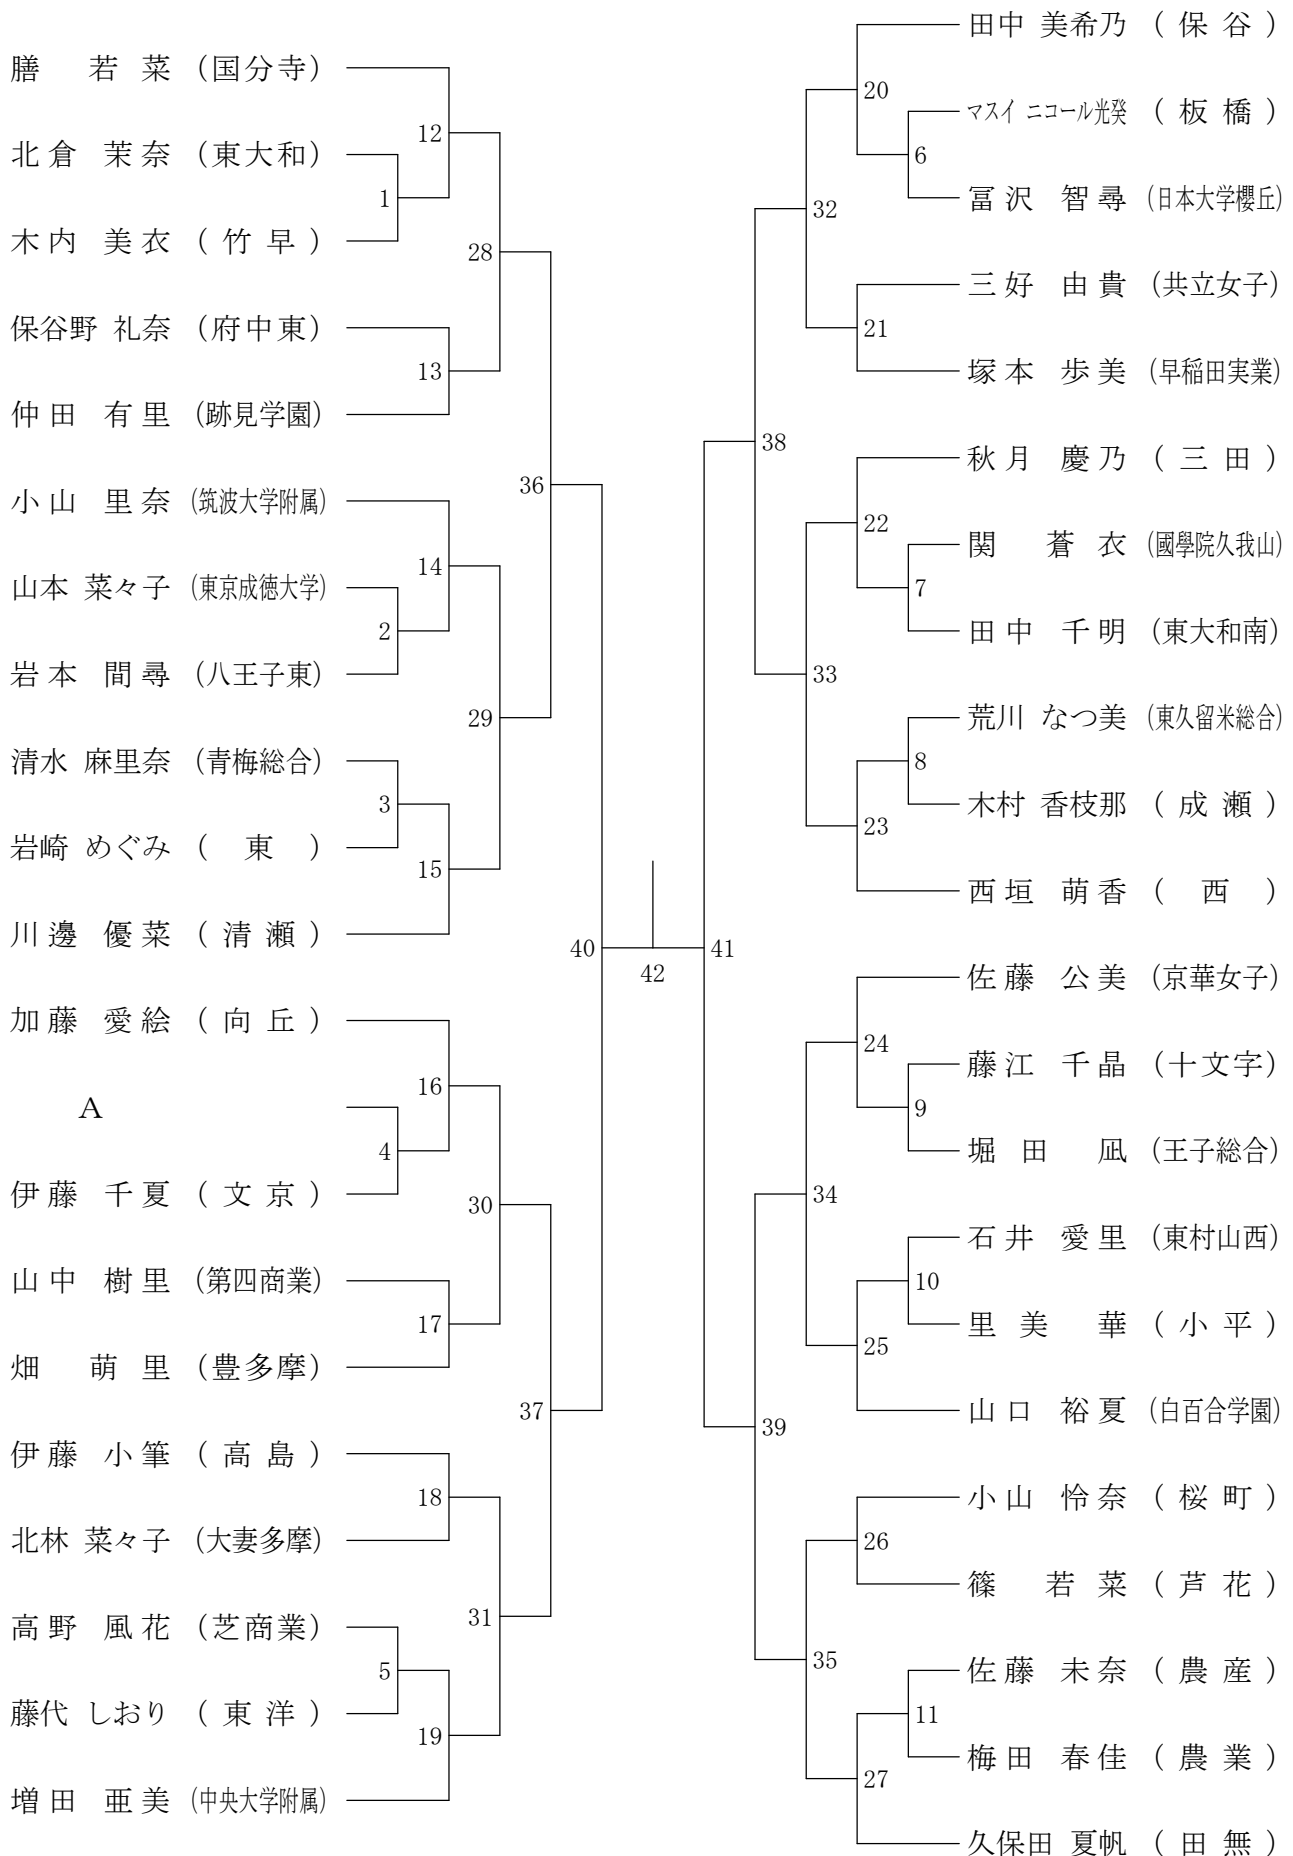 膳 若菜 (国分寺)
北倉 茉奈 (東大和)
木内 美衣 (竹早)
保谷野 礼奈 (府中東)
仲田 有里 (跡見学園)
小山 里奈 (筑波大学附属)
山本 菜々子 (東京成徳大学)
岩本 間尋 (八王子東)
清水 麻里奈 (青梅総合)
岩崎 めぐみ (東)
川邊 優菜 (清瀬)
加藤 愛絵 (向丘)
A
伊藤 千夏 (文京)
山中 樹里 (第四商業)
畑 萌里 (豊多摩)
伊藤 小筆 (高島)
北林 菜々子 (大妻多摩)
高野 風花 (芝商業)
藤代 しおり (東洋)
増田 亜美 (中央大学附属)
1
2
3
4
5
12
13
14
15
16
17
18
19
28
29
30
31
36
37
40
42
41
38
39
32
33
34
35
20
21
22
23
24
25
26
27
6
7
8
9
10
11
田中 美希乃 (保谷)
マスイ ニコール光癸 (板橋)
冨沢 智尋 (日本大学櫻丘)
三好 由貴 (共立女子)
塚本 歩美 (早稲田実業)
秋月 慶乃 (三田)
関 蒼衣 (國學院久我山)
田中 千明 (東大和南)
荒川 なつ美 (東久留米総合)
木村 香枝那 (成瀬)
西垣 萌香 (西)
佐藤 公美 (京華女子)
藤江 千晶 (十文字)
堀田 凪 (王子総合)
石井 愛里 (東村山西)
里美 華 (小平)
山口 裕夏 (白百合学園)
小山 怜奈 (桜町)
篠 若菜 (芦花)
佐藤 未奈 (農産)
梅田 春佳 (農業)
久保田 夏帆 (田無)